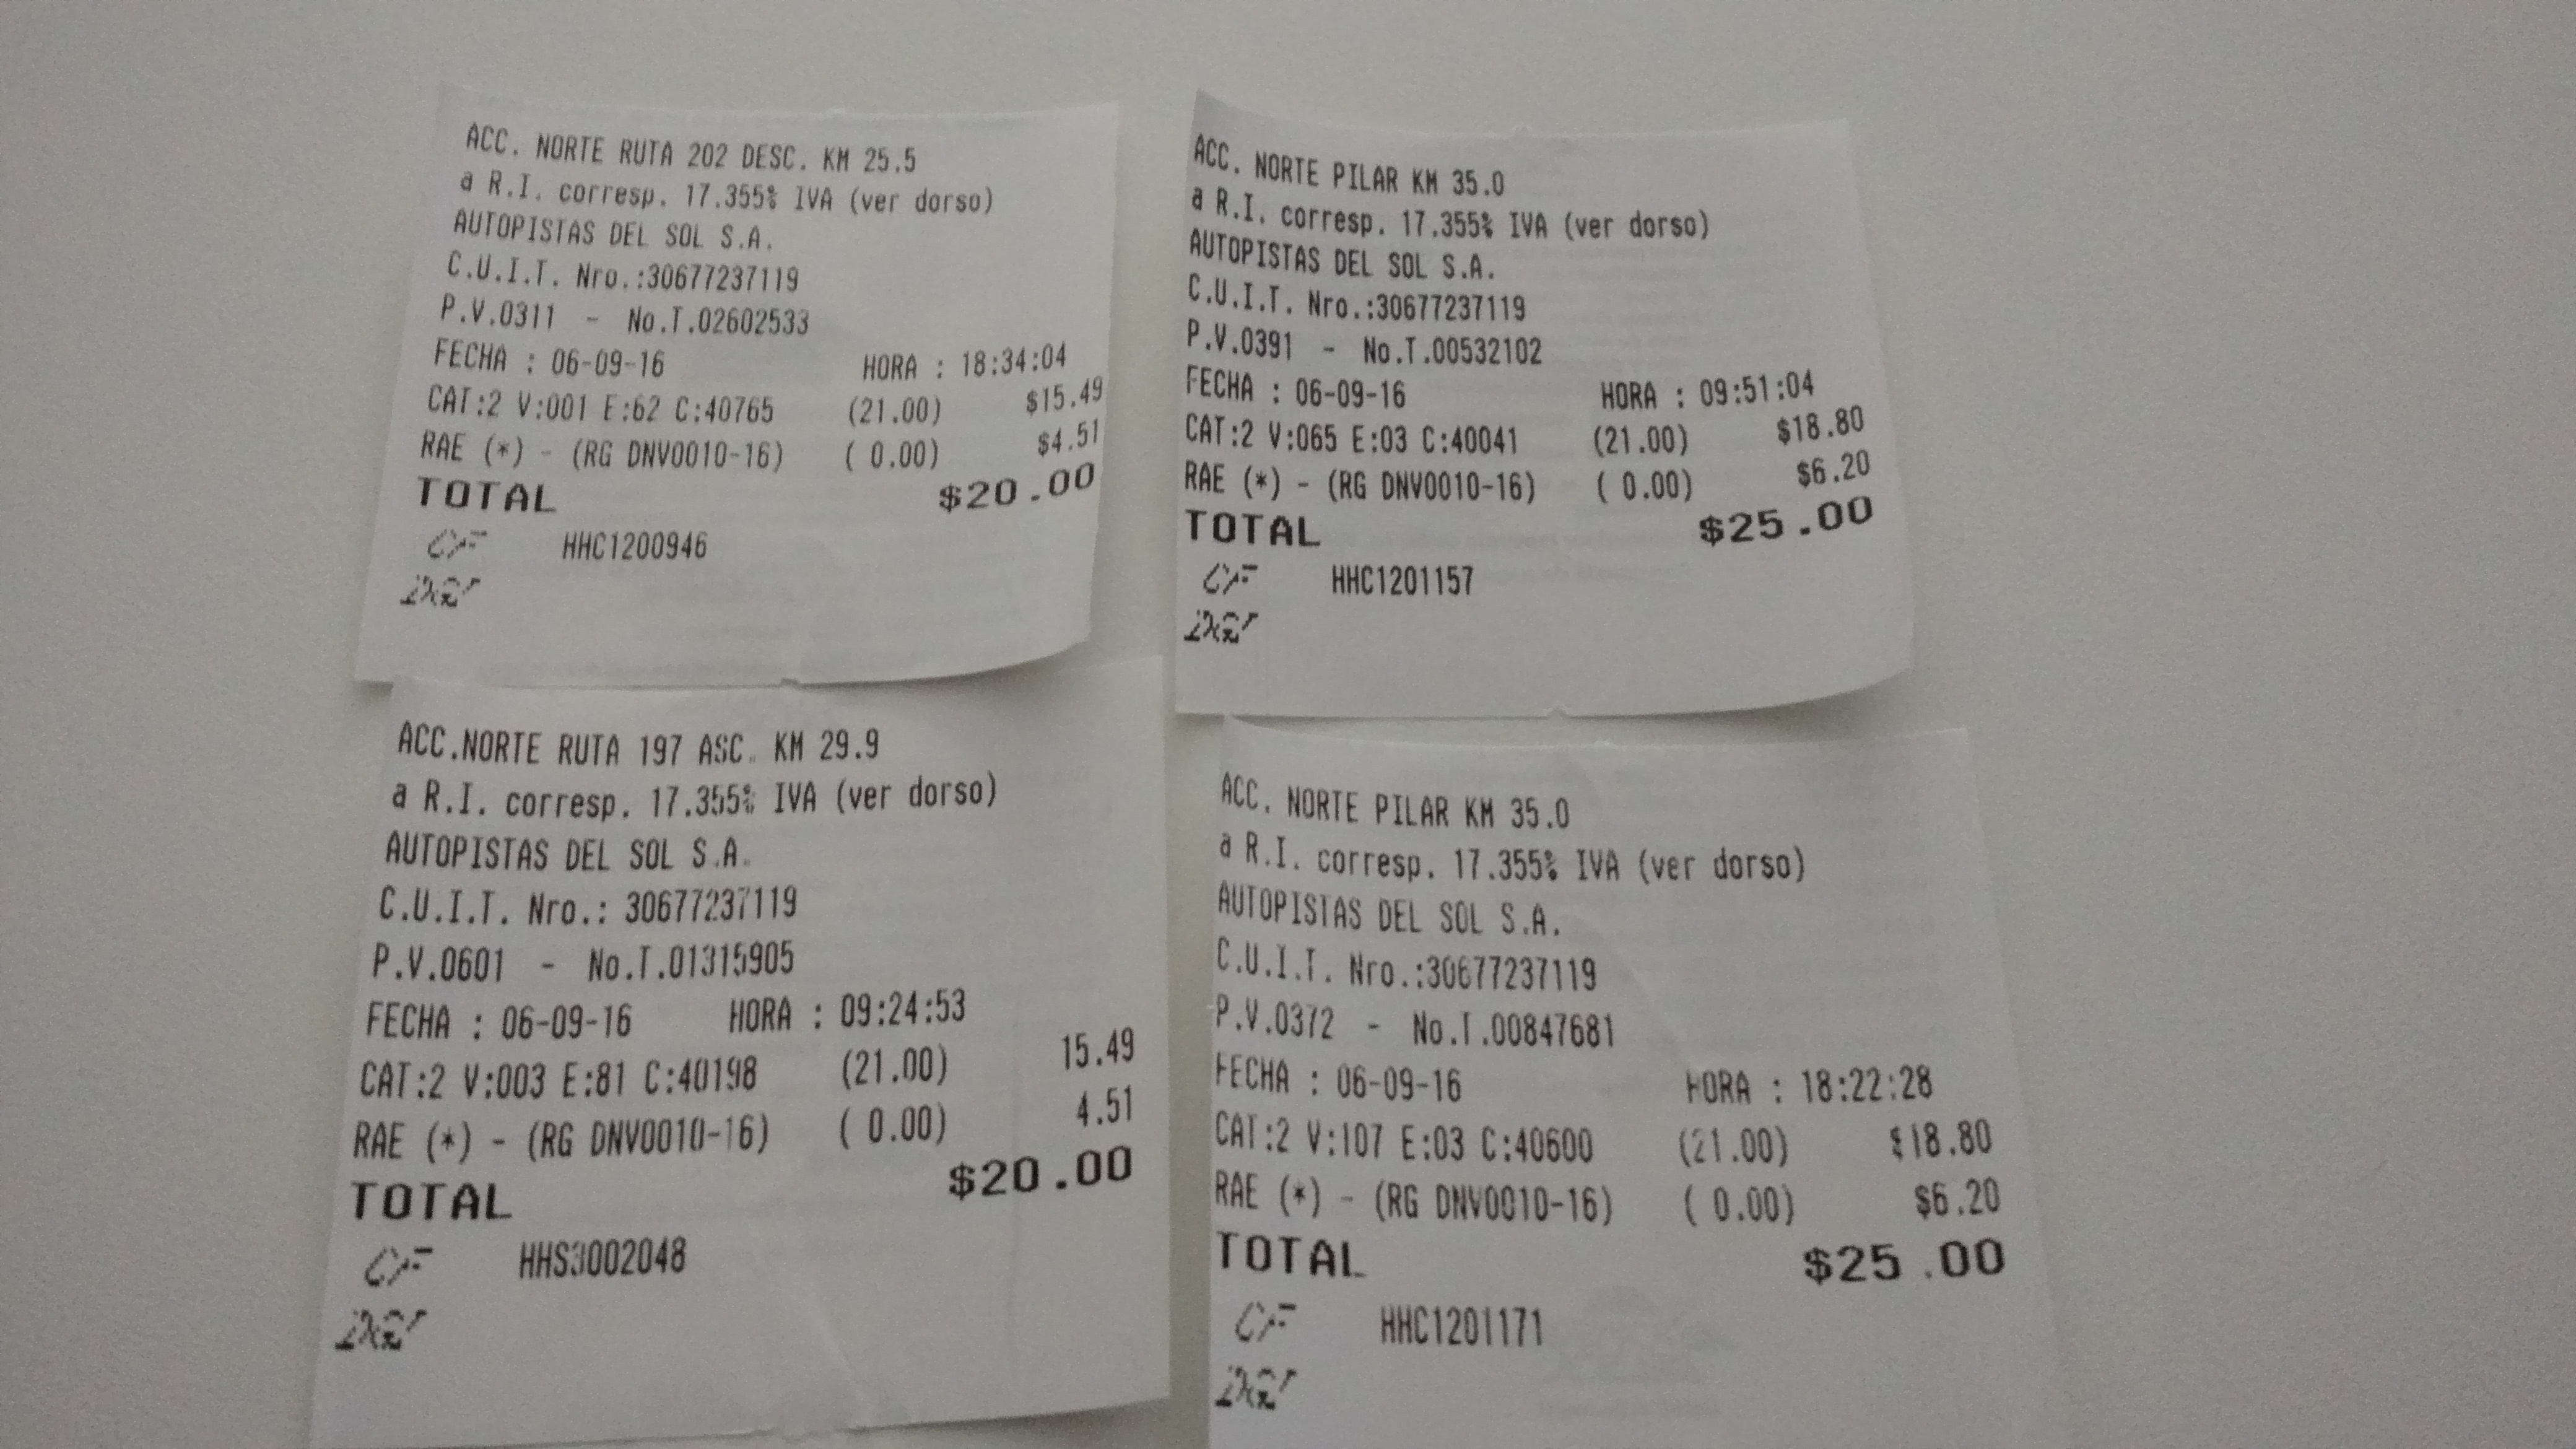 ACC. NORTE RUTA 202 DESC. KM 25.5
a R.I. corresp. 17.355% IVA (ver dorso)
AUTOPISTAS DEL SOL S.A.
C.U.I.T. Nro.:30677237119
P.V.0311 - No.T.02602533
FECHA : 06-09-16 HORA : 18:34:04
CAT:2 V:001 E:62 C:40765 (21.00) $15.49
RAE (*) - (RG DNV0010-16) ( 0.00) $4.51
TOTAL $20.00
CF HHC1200946
DGI
ACC. NORTE PILAR KM 35.0
a R.I. corresp. 17.355% IVA (ver dorso)
AUTOPISTAS DEL SOL S.A.
C.U.I.T. Nro.:30677237119
P.V.0391 - No.T.00532102
FECHA : 06-09-16 HORA : 09:51:04
CAT:2 V:065 E:03 C:40041 (21.00) $18.80
RAE (*) - (RG DNV0010-16) ( 0.00) $6.20
TOTAL $25.00
CF HHC1201157
DGI
ACC.NORTE RUTA 197 ASC. KM 29.9
a R.I. corresp. 17.355% IVA (ver dorso)
AUTOPISTAS DEL SOL S.A.
C.U.I.T. Nro.: 30677237119
P.V.0601 - No.T.01315905
FECHA : 06-09-16 HORA : 09:24:53
CAT:2 V:003 E:81 C:40198 (21.00) 15.49
RAE (*) - (RG DNV0010-16) ( 0.00) 4.51
TOTAL $20.00
CF HHS3002048
DGI
ACC. NORTE PILAR KM 35.0
a R.I. corresp. 17.355% IVA (ver dorso)
AUTOPISTAS DEL SOL S.A.
C.U.I.T. Nro.:30677237119
P.V.0372 - No.T.00847681
FECHA : 06-09-16 HORA : 18:22:28
CAT:2 V:107 E:03 C:40600 (21.00) $18.80
RAE (*) - (RG DNV0010-16) ( 0.00) $6.20
TOTAL $25.00
CF HHC1201171
DGI